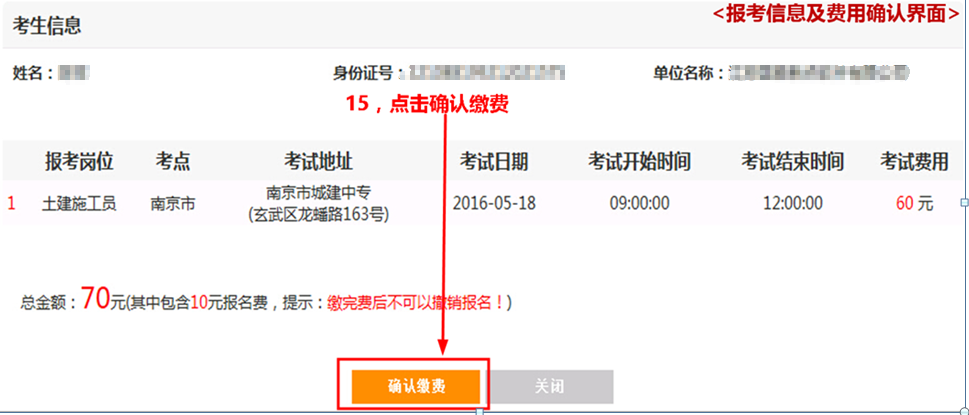 <报考信息及费用确认界面>
考生信息
姓名： 身份证号： 单位名称：
15，点击确认缴费
报考岗位 考点 考试地址 考试日期 考试开始时间 考试结束时间 考试费用
1 土建施工员 南京市 南京市城建中专 2016-05-18 09:00:00 12:00:00 60 元
(玄武区龙蟠路163号)
总金额：70元(其中包含10元报名费，提示：缴完费后不可以撤销报名！)
确认缴费 关闭